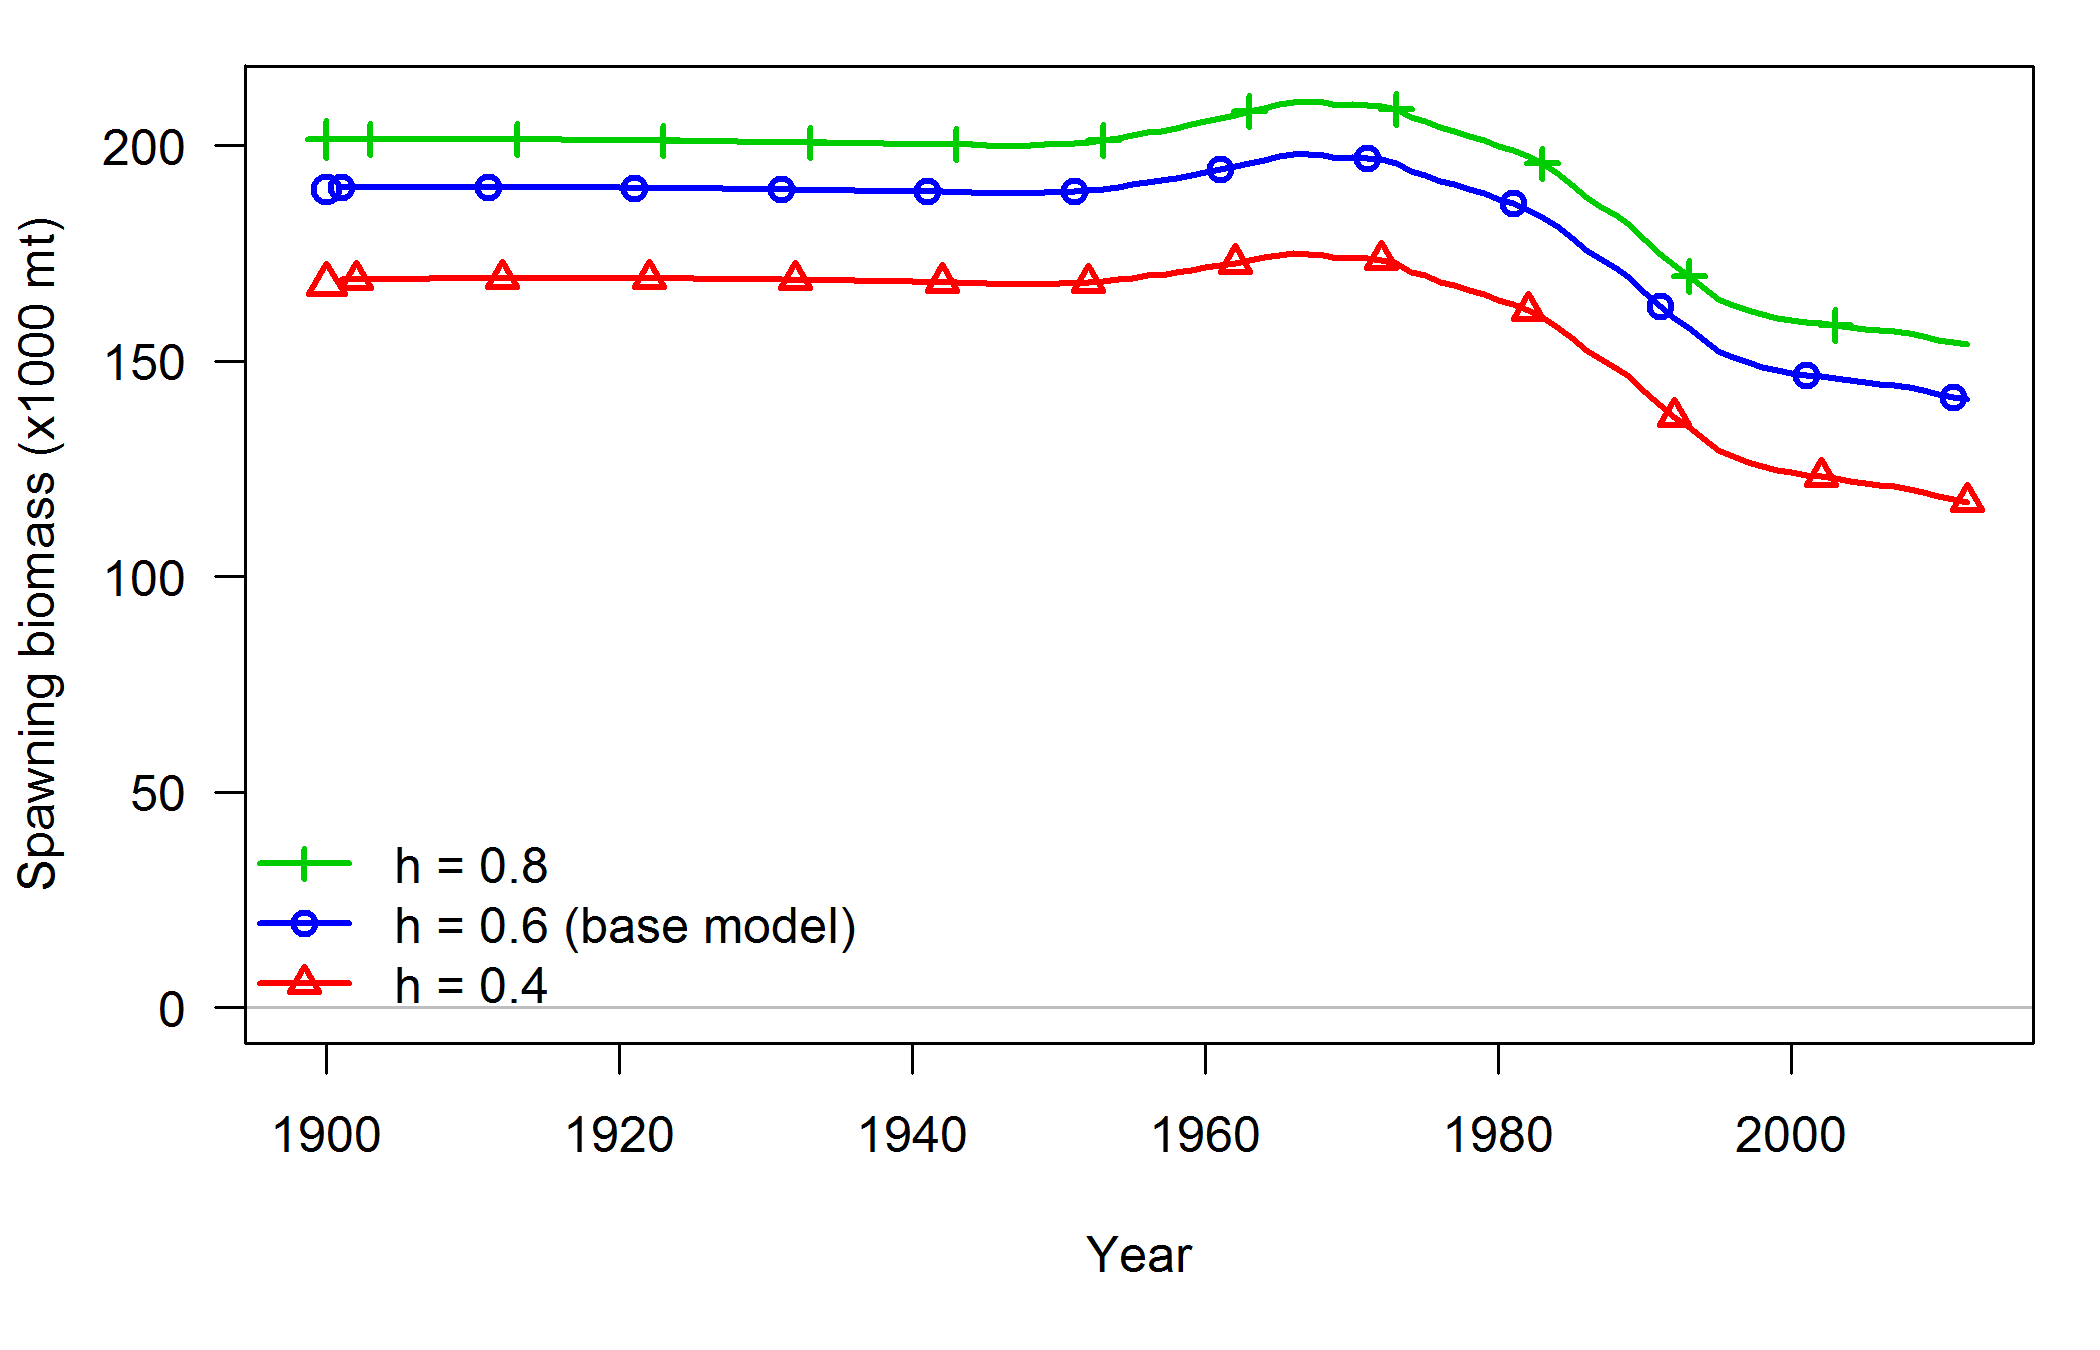 Spawning biomass (x1000 mt)
200
150
100
50
0
h = 0.8
h = 0.6 (base model)
h = 0.4
1900 1920 1940 1960 1980 2000
Year